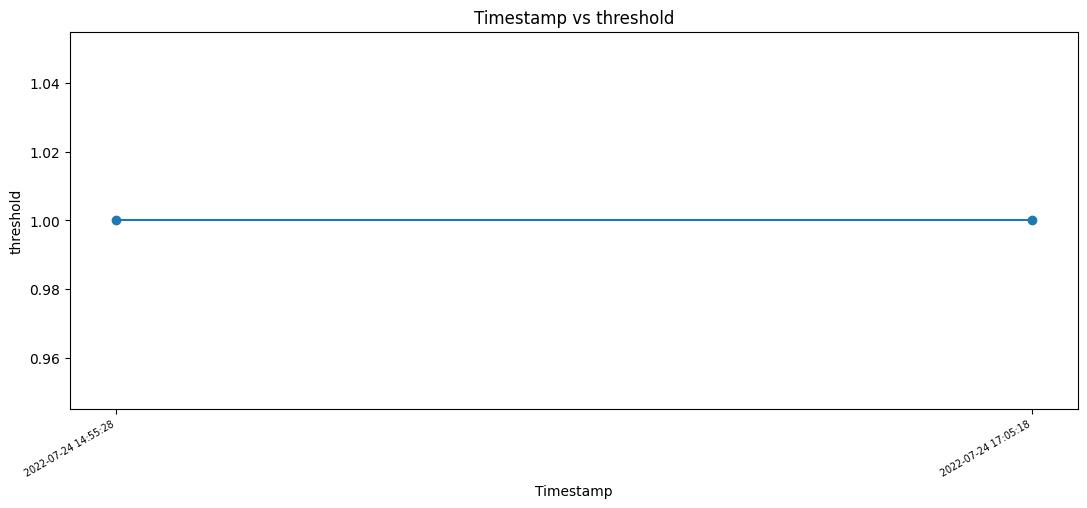 Timestamp vs threshold
threshold
1.04
1.02
1.00
0.98
0.96
2022-07-24 14:55:28
2022-07-24 17:05:18
Timestamp